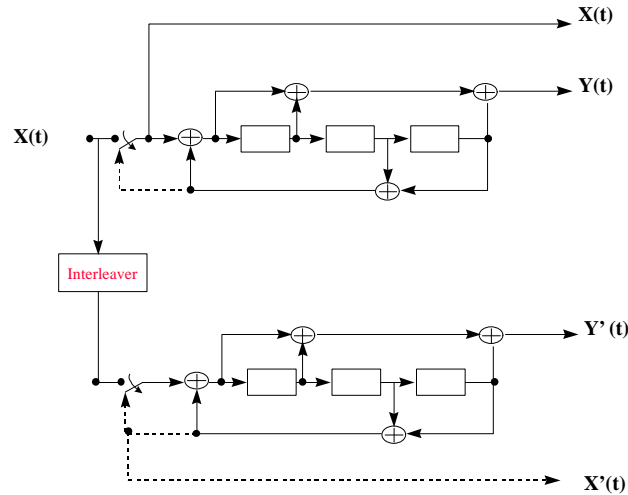 X(t)
Y(t)
X(t)
Interleaver
Y’ (t)
X’(t)